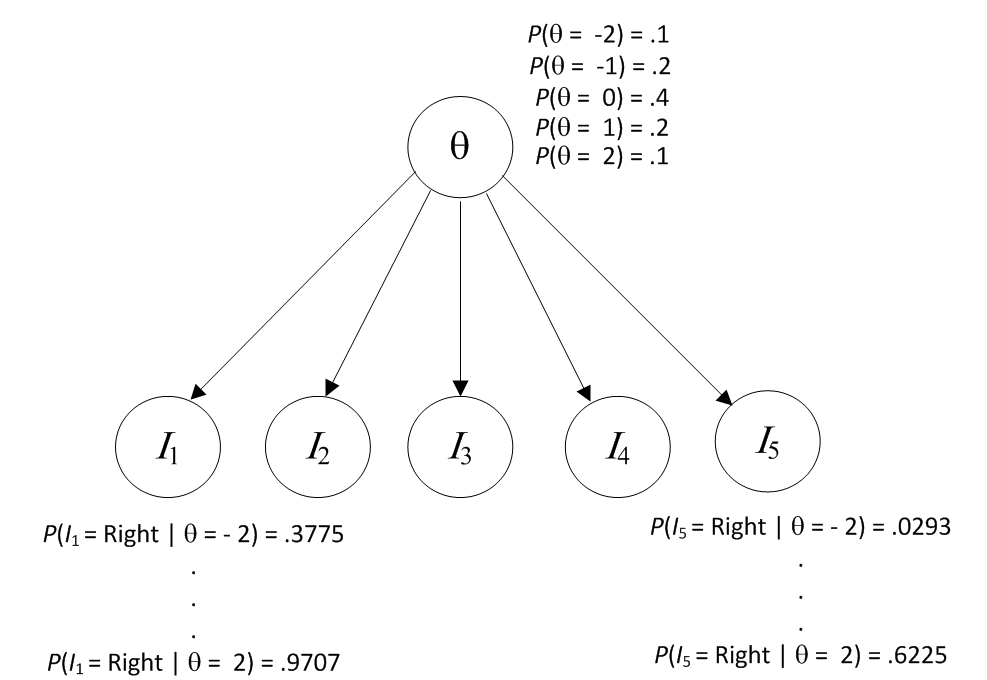 P(θ = -2) = .1
P(θ = -1) = .2
P(θ = 0) = .4
P(θ = 1) = .2
P(θ = 2) = .1
θ
I₁ I₂ I₃ I₄ I₅
P(I₁ = Right | θ = - 2) = .3775
.
.
.
P(I₁ = Right | θ = 2) = .9707
P(I₅ = Right | θ = - 2) = .0293
.
.
.
P(I₅ = Right | θ = 2) = .6225